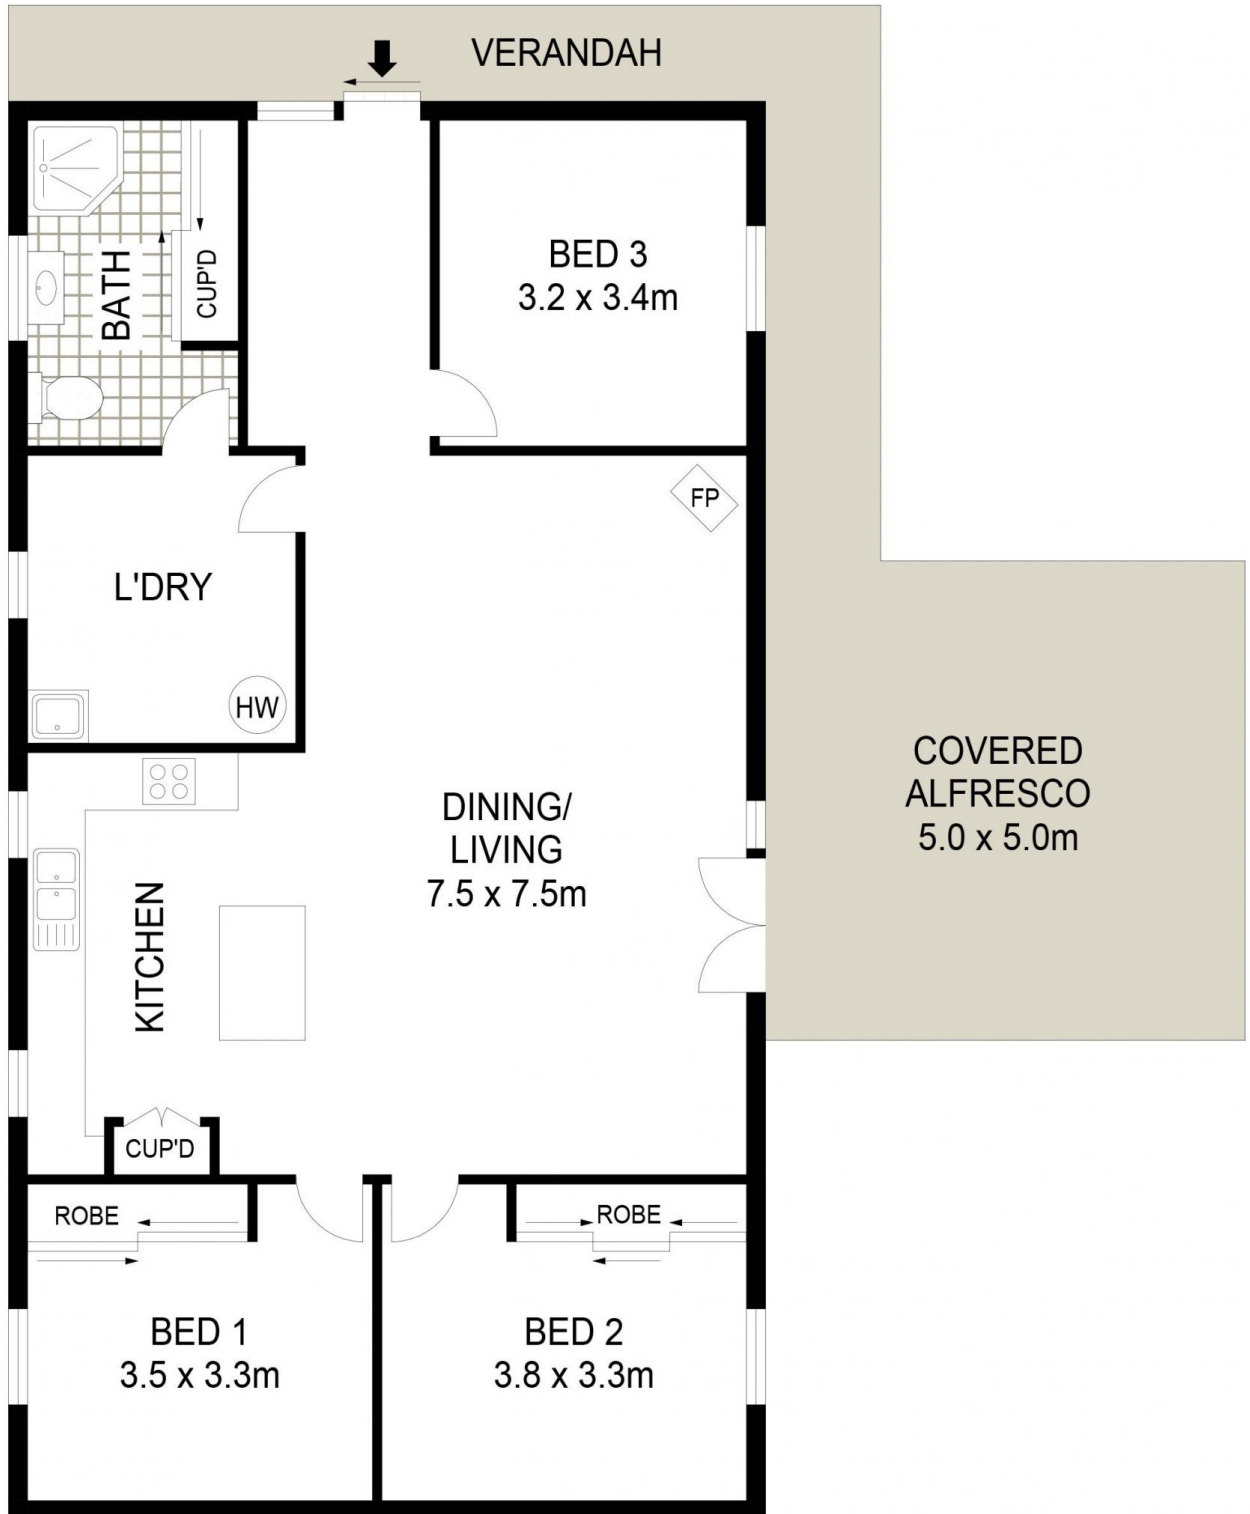 VERANDAH
BATH
CUP'D
BED 3
3.2 x 3.4m
FP
L'DRY
HW
DINING/
LIVING
7.5 x 7.5m
COVERED
ALFRESCO
5.0 x 5.0m
KITCHEN
CUP'D
ROBE
ROBE
BED 1
3.5 x 3.3m
BED 2
3.8 x 3.3m